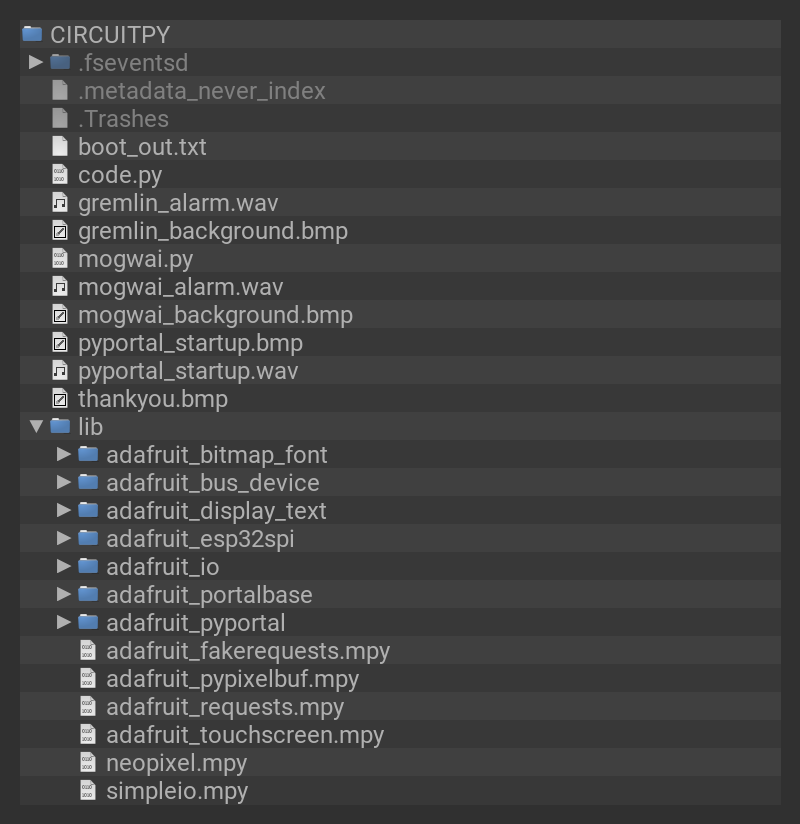 CIRCUITPY
.fseventsd
.metadata_never_index
.Trashes
boot_out.txt
code.py
gremlin_alarm.wav
gremlin_background.bmp
mogwai.py
mogwai_alarm.wav
mogwai_background.bmp
pyportal_startup.bmp
pyportal_startup.wav
thankyou.bmp
lib
adafruit_bitmap_font
adafruit_bus_device
adafruit_display_text
adafruit_esp32spi
adafruit_io
adafruit_portalbase
adafruit_pyportal
adafruit_fakerequests.mpy
adafruit_pypixelbuf.mpy
adafruit_requests.mpy
adafruit_touchscreen.mpy
neopixel.mpy
simpleio.mpy